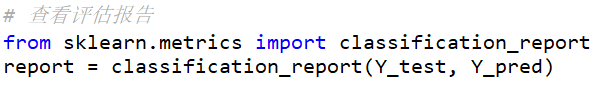 # 查看评估报告
from sklearn.metrics import classification_report
report = classification_report(Y_test, Y_pred)